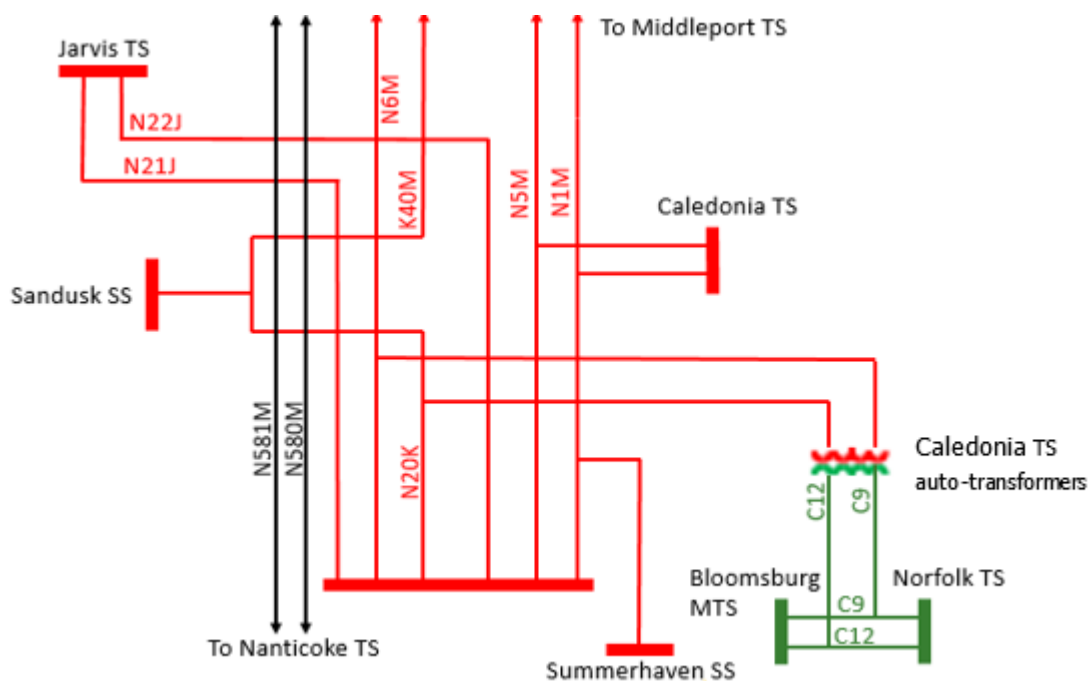 To Middleport TS
Jarvis TS
N6M
N22J
N21J
K40M
N5M
N1M
Caledonia TS
Sandusk SS
N581M
N580M
N20K
Caledonia TS
auto-transformers
C12
C9
Bloomsburg
MTS
Norfolk TS
C9
C12
To Nanticoke TS
Summerhaven SS